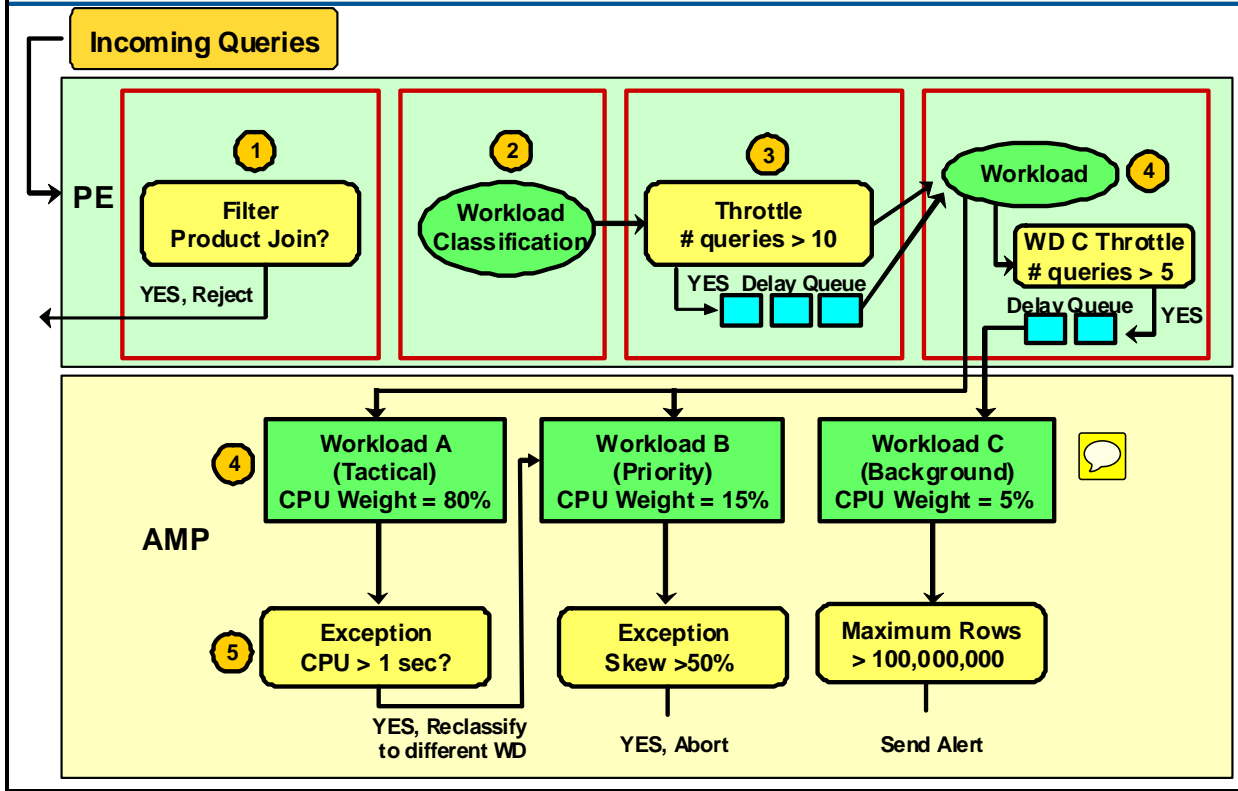 Incoming Queries
PE
1
Filter
Product Join?
YES, Reject
2
Workload
Classification
3
Throttle
# queries > 10
YES Delay Queue
Workload
4
WD C Throttle
# queries > 5
Delay Queue
YES
AMP
4
Workload A
(Tactical)
CPU Weight = 80%
Workload B
(Priority)
CPU Weight = 15%
Workload C
(Background)
CPU Weight = 5%
5
Exception
CPU > 1 sec?
YES, Reclassify
to different WD
Exception
Skew >50%
YES, Abort
Maximum Rows
> 100,000,000
Send Alert